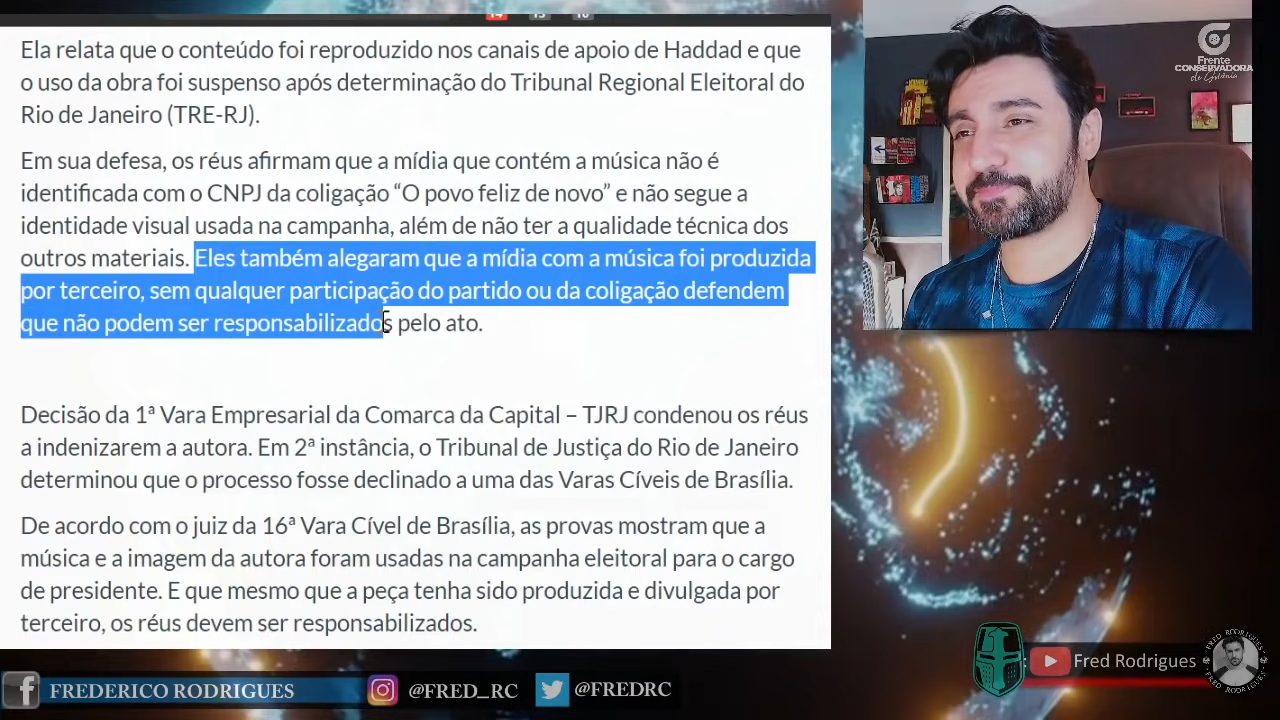 14
13
18
Ela relata que o conteúdo foi reproduzido nos canais de apoio de Haddad e que
o uso da obra foi suspenso após determinação do Tribunal Regional Eleitoral do
Rio de Janeiro (TRE-RJ).
Em sua defesa, os réus afirmam que a mídia que contém a música não é
identificada com o CNPJ da coligação “O povo feliz de novo” e não segue a
identidade visual usada na campanha, além de não ter a qualidade técnica dos
outros materiais. Eles também alegaram que a mídia com a música foi produzida
por terceiro, sem qualquer participação do partido ou da coligação defendem
que não podem ser responsabilizados pelo ato.
Decisão da 1ª Vara Empresarial da Comarca da Capital – TJRJ condenou os réus
a indenizarem a autora. Em 2ª instância, o Tribunal de Justiça do Rio de Janeiro
determinou que o processo fosse declinado a uma das Varas Cíveis de Brasília.
De acordo com o juiz da 16ª Vara Cível de Brasília, as provas mostram que a
música e a imagem da autora foram usadas na campanha eleitoral para o cargo
de presidente. E que mesmo que a peça tenha sido produzida e divulgada por
terceiro, os réus devem ser responsabilizados.
Frente
CONSERVADORA
de Goiânia
: Fred Rodrigues
FRED RODRIGUES
FRED RODRIGUES
FREDERICO RODRIGUES
@FRED_RC
@FREDRC